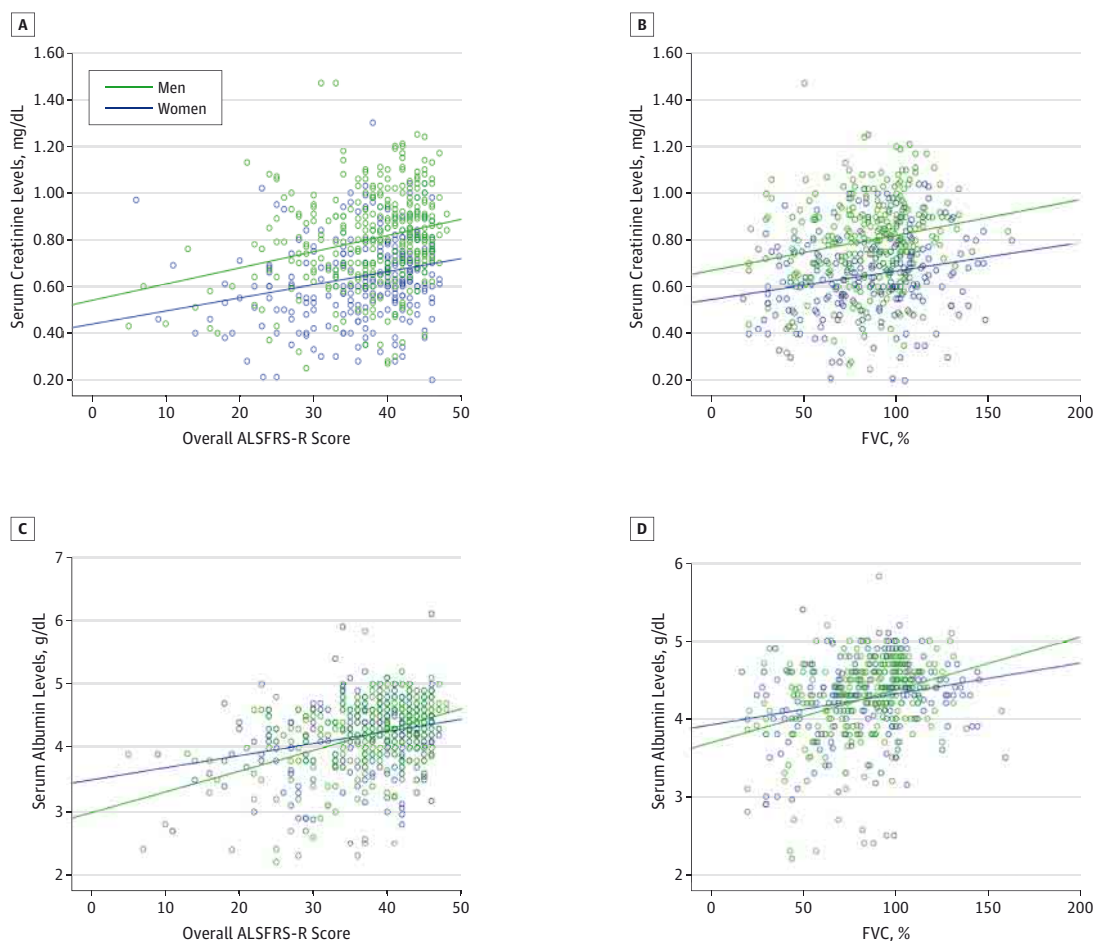 A
Serum Creatinine Levels, mg/dL
1.60
1.40
1.20
1.00
0.80
0.60
0.40
0.20
Men
Women
0 10 20 30 40 50
Overall ALSFRS-R Score
B
Serum Creatinine Levels, mg/dL
1.60
1.40
1.20
1.00
0.80
0.60
0.40
0.20
0 50 100 150 200
FVC, %
C
Serum Albumin Levels, g/dL
7
6
5
4
3
2
0 10 20 30 40 50
Overall ALSFRS-R Score
D
Serum Albumin Levels, g/dL
6
5
4
3
2
0 50 100 150 200
FVC, %